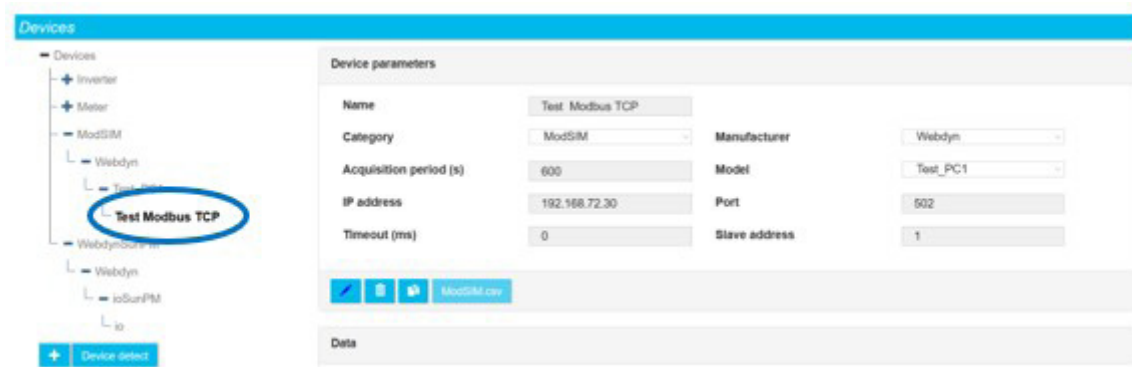 Devices
Devices
Inverter
Meter
ModSIM
Webdyn
Test_PC1
Test Modbus TCP
WebdynSunPM
Webdyn
ioSunPM
io
Device detect
Device parameters
Name Test Modbus TCP
Category ModSIM Manufacturer Webdyn
Acquisition period (s) 600 Model Test_PC1
IP address 192.168.72.30 Port 502
Timeout (ms) 0 Slave address 1
ModSIM.csv
Data